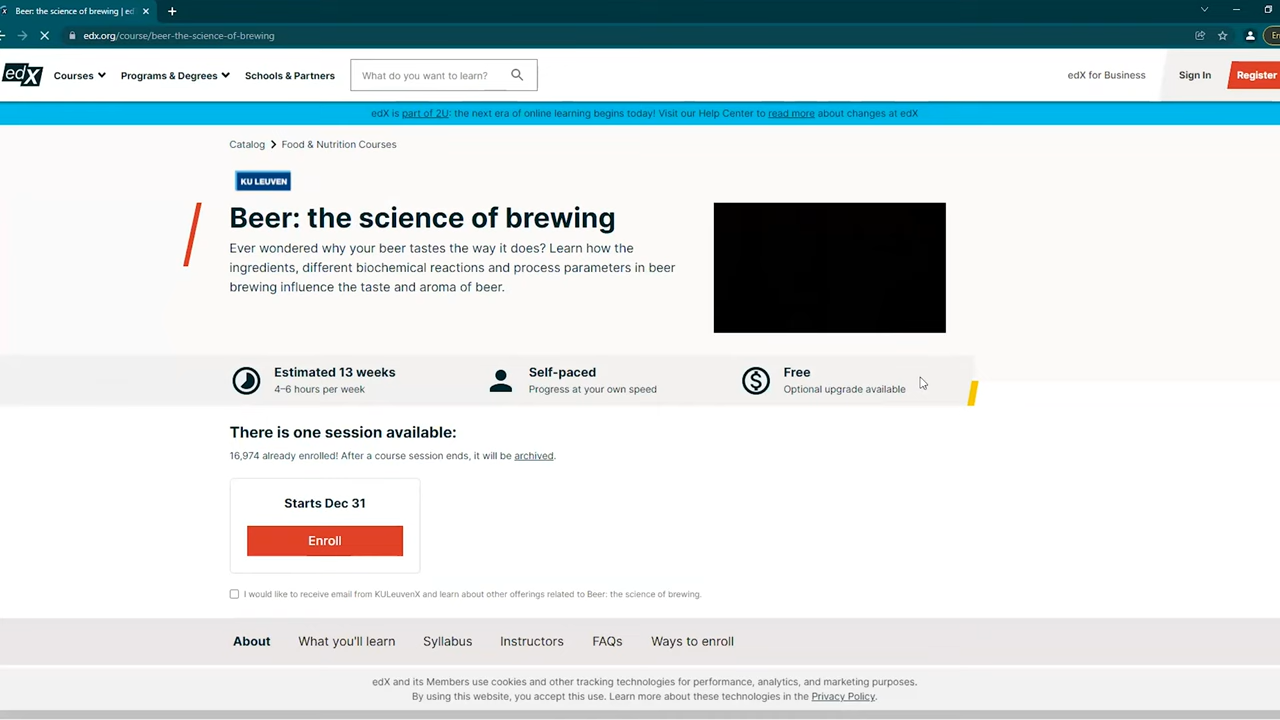 Beer: the science of brewing | ed
edx.org/course/beer-the-science-of-brewing
En
edX
Courses
Programs & Degrees
Schools & Partners
What do you want to learn?
edX for Business
Sign In
Register
edX is part of 2U: the next era of online learning begins today! Visit our Help Center to read more about changes at edX
Catalog
Food & Nutrition Courses
KU LEUVEN
Beer: the science of brewing
Ever wondered why your beer tastes the way it does? Learn how the
ingredients, different biochemical reactions and process parameters in beer
brewing influence the taste and aroma of beer.
Estimated 13 weeks
4–6 hours per week
Self-paced
Progress at your own speed
Free
Optional upgrade available
There is one session available:
16,974 already enrolled! After a course session ends, it will be archived.
Starts Dec 31
Enroll
I would like to receive email from KULeuvenX and learn about other offerings related to Beer: the science of brewing.
About
What you'll learn
Syllabus
Instructors
FAQs
Ways to enroll
edX and its Members use cookies and other tracking technologies for performance, analytics, and marketing purposes.
By using this website, you accept this use. Learn more about these technologies in the Privacy Policy.